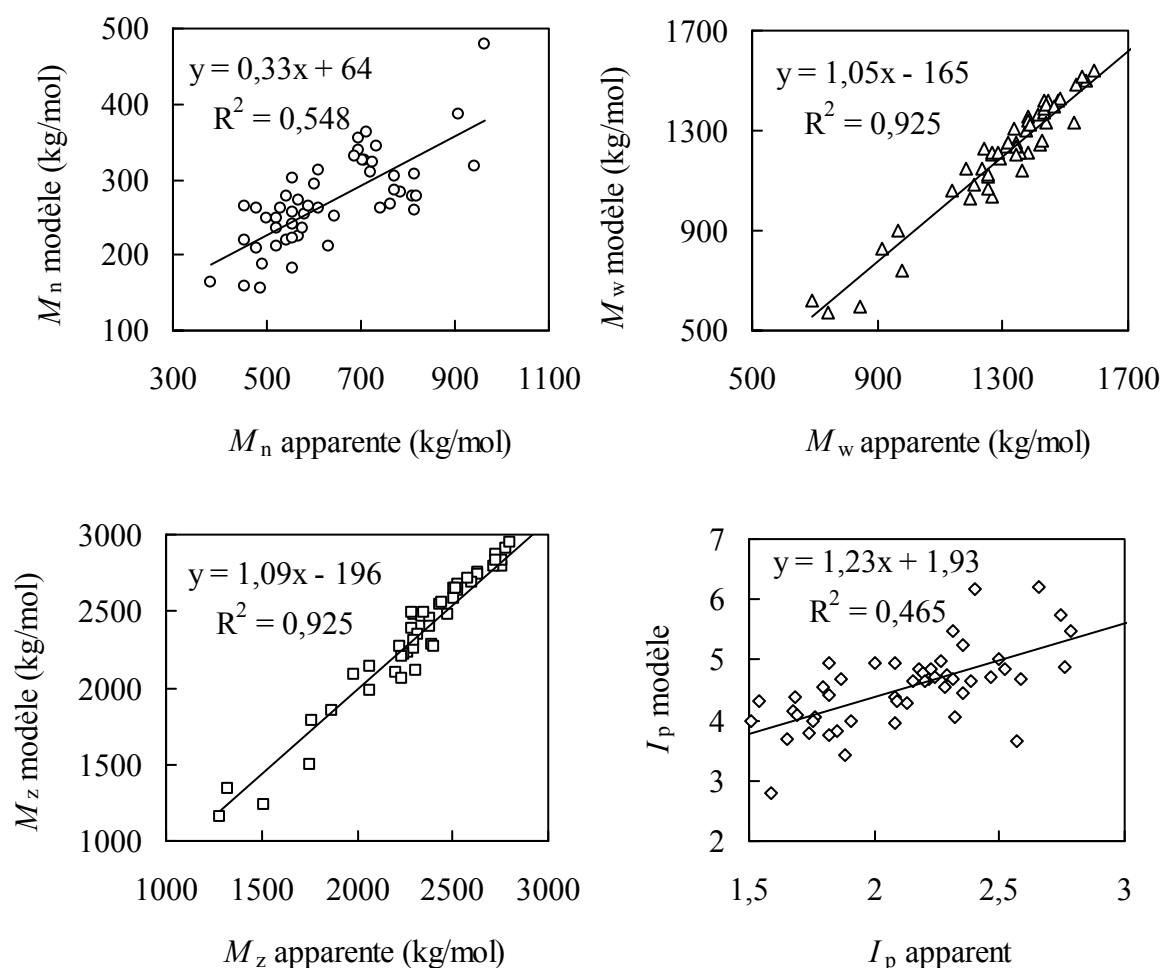 500
400
300
200
100
y = 0,33x + 64
R² = 0,548
300 500 700 900 1100
Mn modèle (kg/mol)
Mn apparente (kg/mol)
1700
1300
900
500
y = 1,05x - 165
R² = 0,925
500 900 1300 1700
Mw modèle (kg/mol)
Mw apparente (kg/mol)
3000
2500
2000
1500
1000
y = 1,09x - 196
R² = 0,925
1000 1500 2000 2500 3000
Mz modèle (kg/mol)
Mz apparente (kg/mol)
7
6
5
4
3
2
y = 1,23x + 1,93
R² = 0,465
1,5 2 2,5 3
Ip modèle
Ip apparent